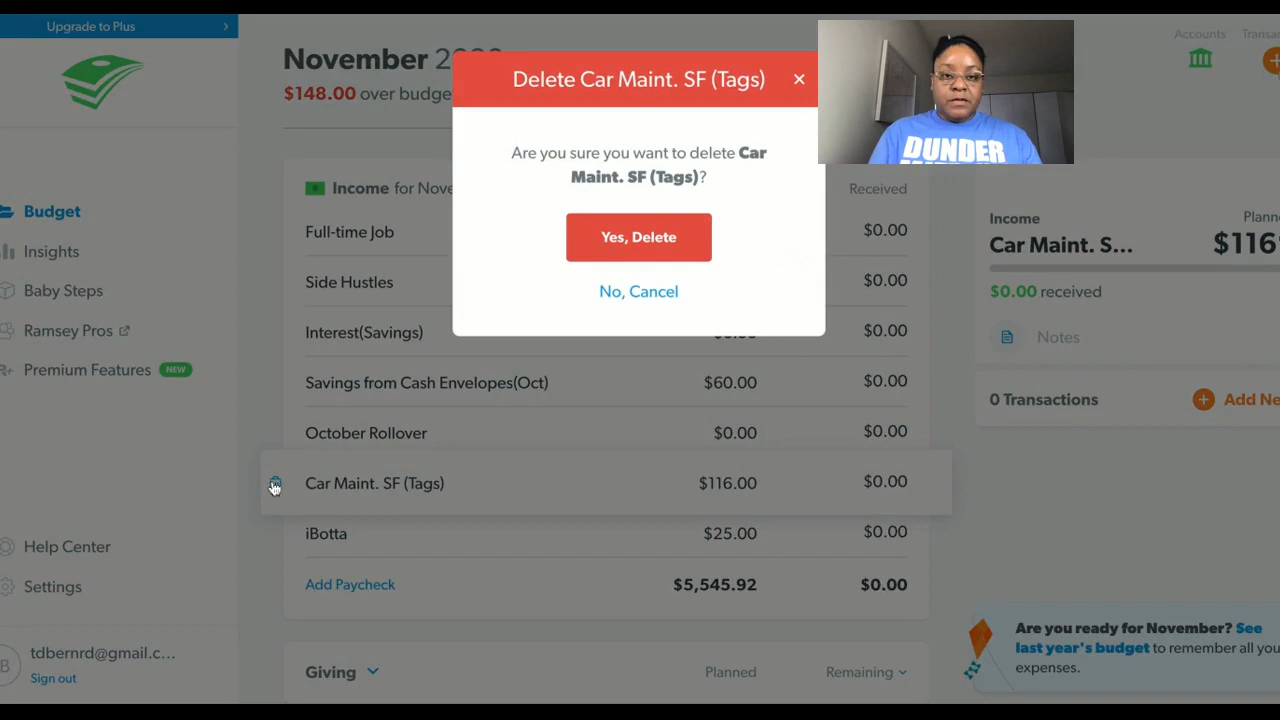 Upgrade to Plus
November
$148.00 over budge
Delete Car Maint. SF (Tags)
Are you sure you want to delete Car
Maint. SF (Tags)?
Yes, Delete
No, Cancel
DUNDER
Accounts
Transac
Budget
Insights
Baby Steps
Ramsey Pros
Premium Features NEW
Help Center
Settings
tdbernrd@gmail.c...
Sign out
Income for Nov Received
Full-time Job $0.00
Side Hustles $0.00
Interest(Savings) $0.00
Savings from Cash Envelopes(Oct) $60.00 $0.00
October Rollover $0.00 $0.00
Car Maint. SF (Tags) $116.00 $0.00
iBotta $25.00 $0.00
Add Paycheck $5,545.92 $0.00
Giving Planned Remaining
Income Planne
Car Maint. S... $116
$0.00 received
Notes
0 Transactions Add Ne
Are you ready for November? See
last year's budget to remember all you
expenses.